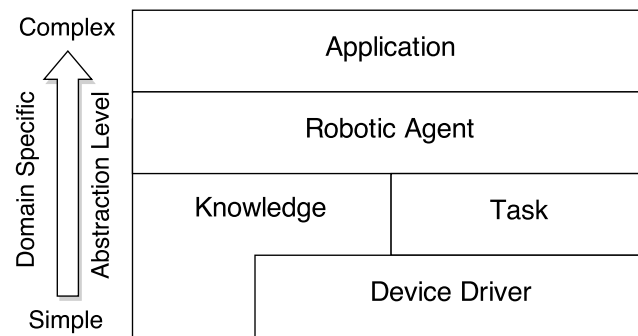 Complex
Application
Domain Specific
Abstraction Level
Robotic Agent
Knowledge
Task
Device Driver
Simple